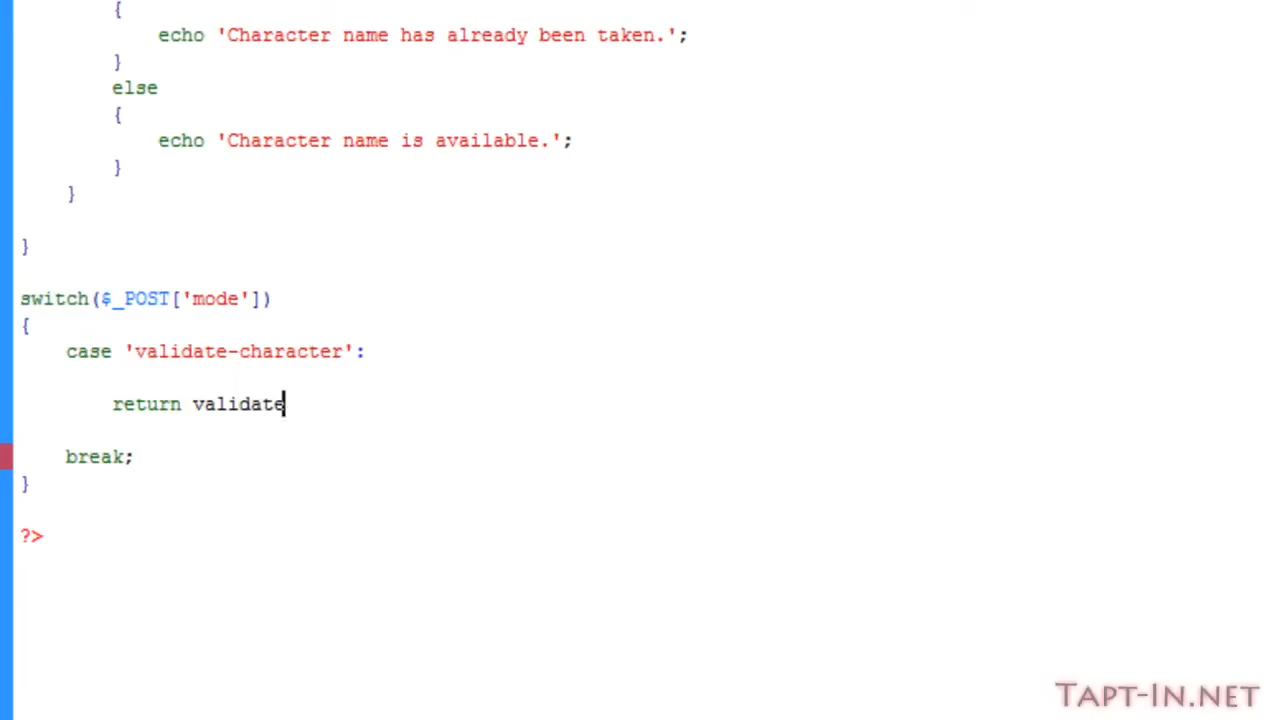 {
echo 'Character name has already been taken.';
}
else
{
echo 'Character name is available.';
}
}
}
switch($_POST['mode'])
{
case 'validate-character':
return validate
break;
}
?>
Tapt-In.net